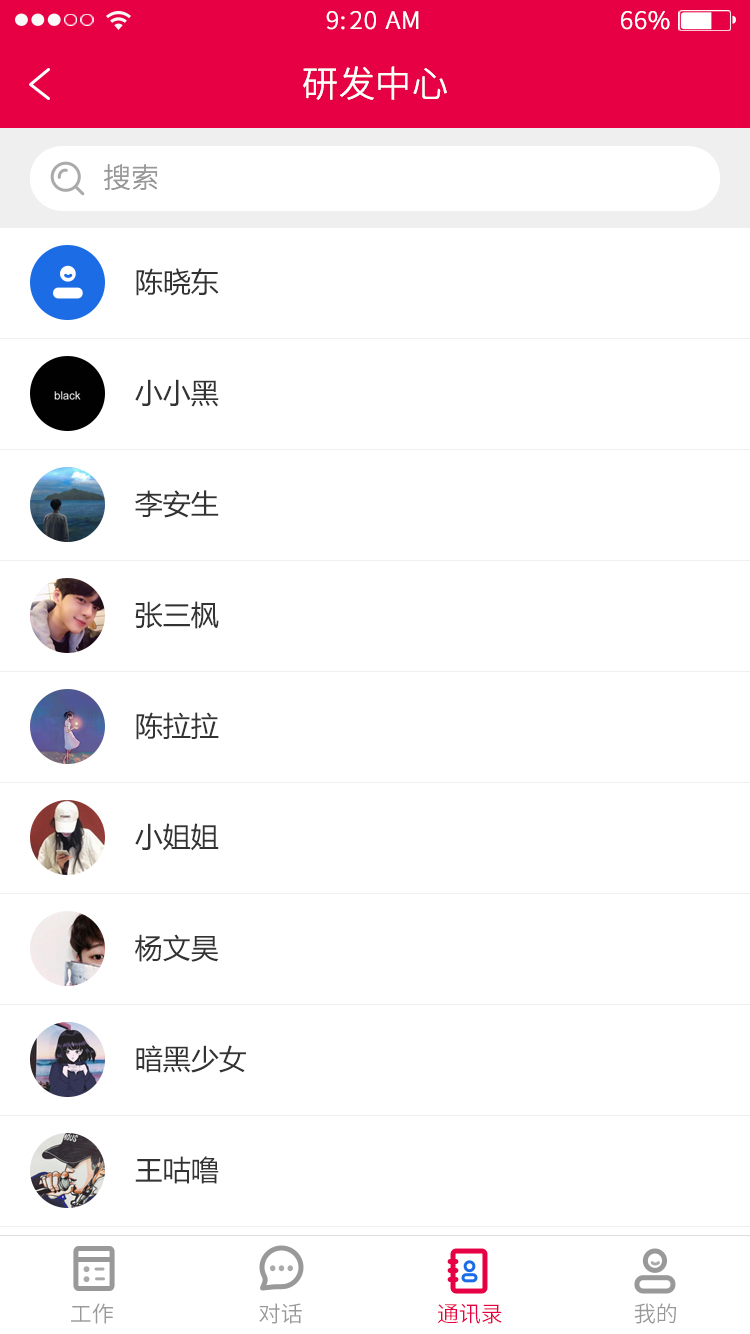 9:20 AM
66%
研发中心
搜索
陈晓东
black
小小黑
李安生
张三枫
陈拉拉
小姐姐
杨文昊
暗黑少女
王咕噜
工作
对话
通讯录
我的